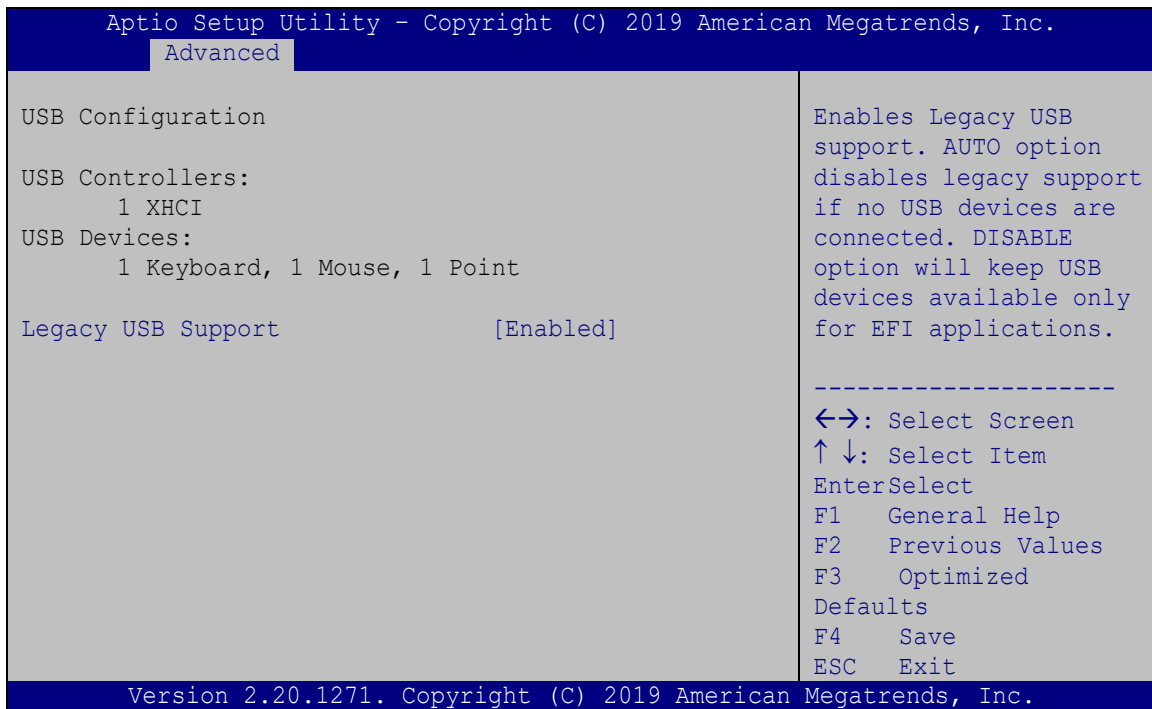 Aptio Setup Utility – Copyright (C) 2019 American Megatrends, Inc.
Advanced
USB Configuration
USB Controllers:
1 XHCI
USB Devices:
1 Keyboard, 1 Mouse, 1 Point
Legacy USB Support [Enabled]
Enables Legacy USB
support. AUTO option
disables legacy support
if no USB devices are
connected. DISABLE
option will keep USB
devices available only
for EFI applications.
---------------------
←→: Select Screen
↑ ↓: Select Item
EnterSelect
F1 General Help
F2 Previous Values
F3 Optimized
Defaults
F4 Save
ESC Exit
Version 2.20.1271. Copyright (C) 2019 American Megatrends, Inc.